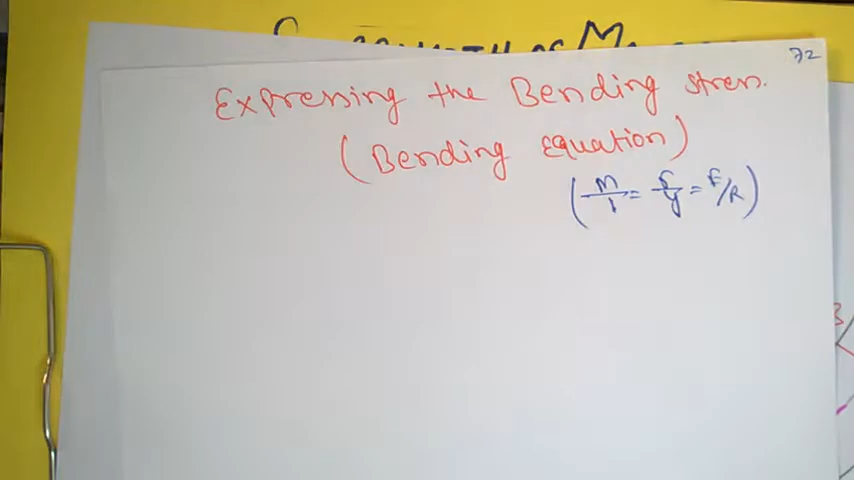 72
Expressing the Bending stress.
(Bending Equation)
(M/I = f/y = E/R)